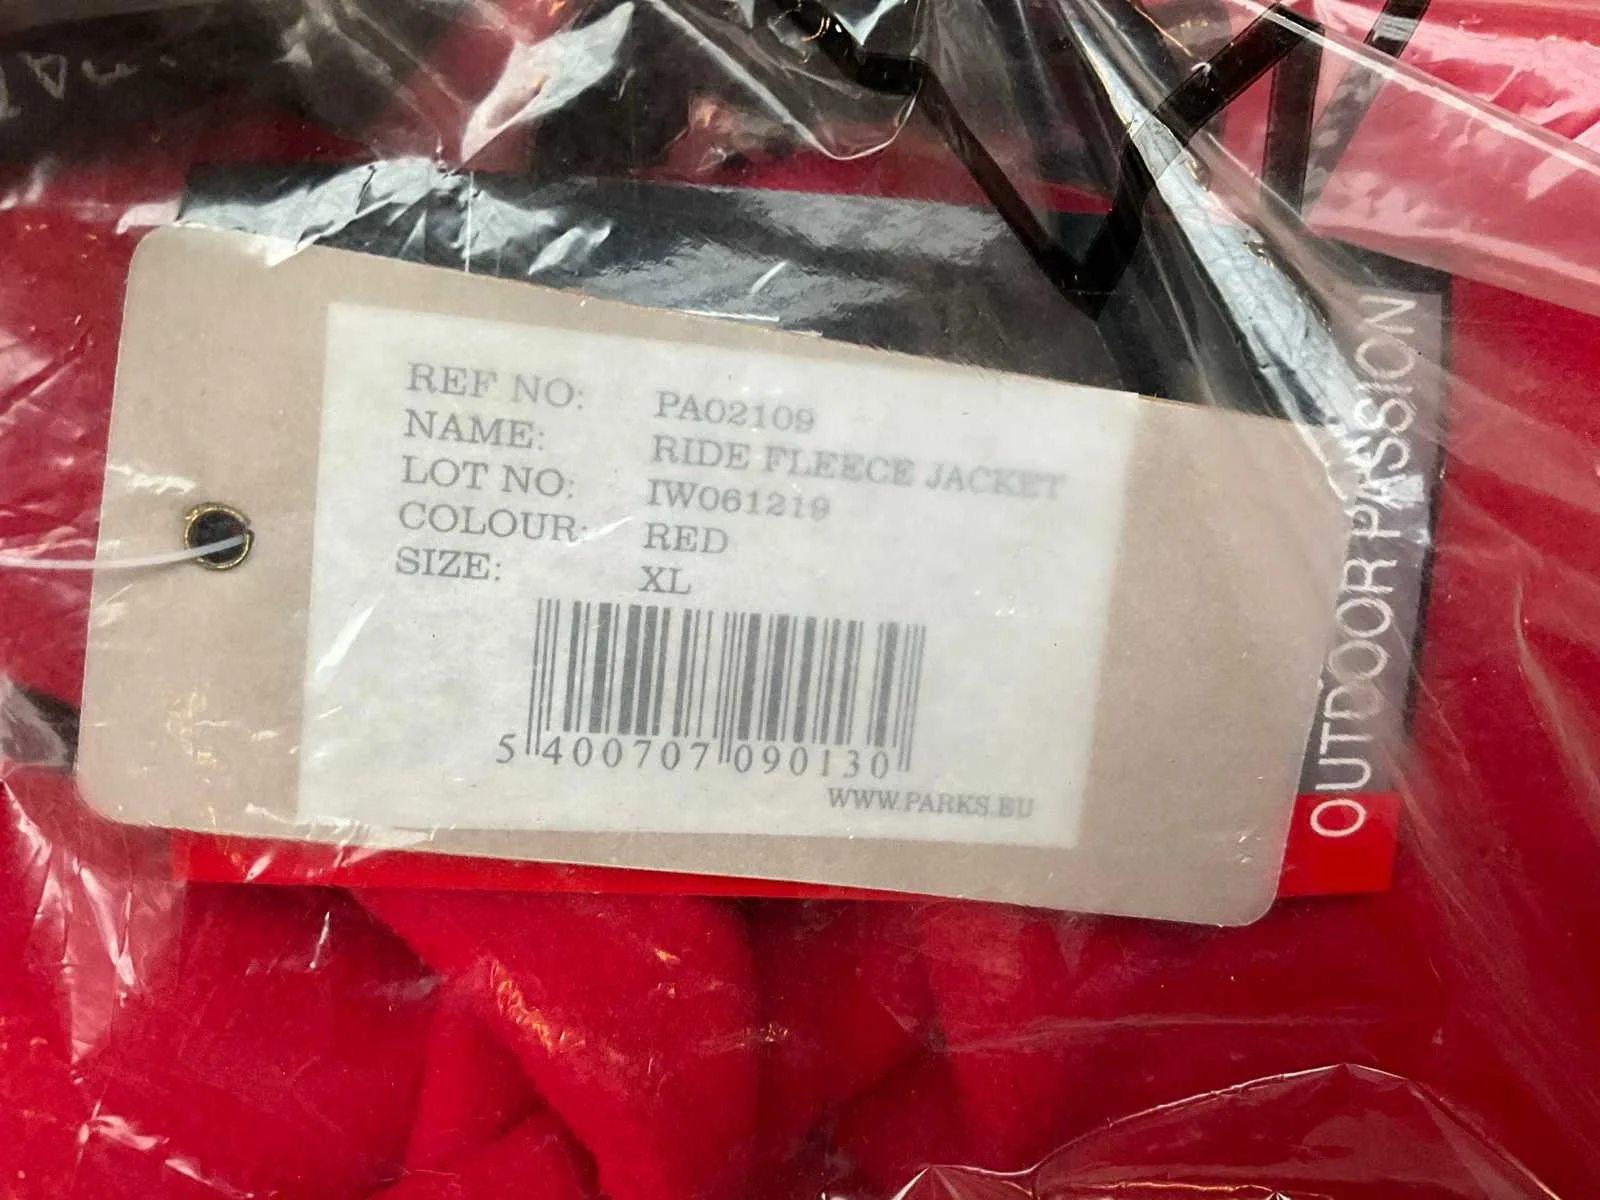 REF NO: PA02109
NAME: RIDE FLEECE JACKET
LOT NO: IW061219
COLOUR: RED
SIZE: XL
5 400707 090130
WWW.PARKS.EU
OUTDOOR PASSION